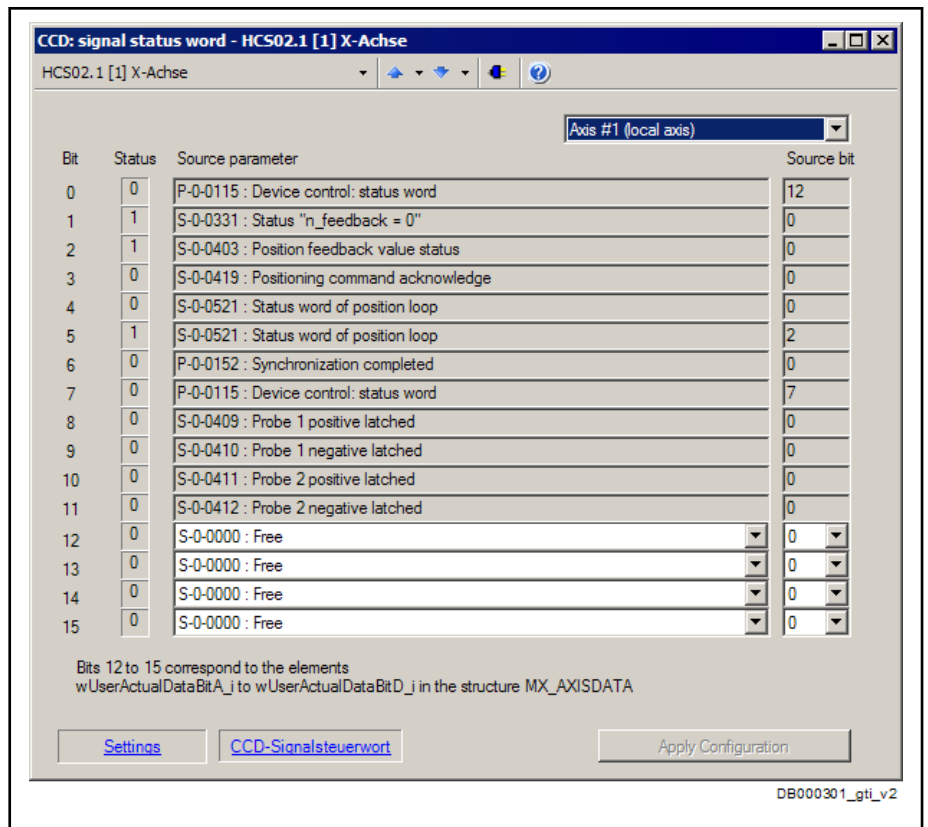 CCD: signal status word - HCS02.1 [1] X-Achse
HCS02.1 [1] X-Achse
Axis #1 (local axis)
Bit Status Source parameter Source bit
0 0 P-0-0115 : Device control: status word 12
1 1 S-0-0331 : Status "n_feedback = 0" 0
2 1 S-0-0403 : Position feedback value status 0
3 0 S-0-0419 : Positioning command acknowledge 0
4 0 S-0-0521 : Status word of position loop 0
5 1 S-0-0521 : Status word of position loop 2
6 0 P-0-0152 : Synchronization completed 0
7 0 P-0-0115 : Device control: status word 7
8 0 S-0-0409 : Probe 1 positive latched 0
9 0 S-0-0410 : Probe 1 negative latched 0
10 0 S-0-0411 : Probe 2 positive latched 0
11 0 S-0-0412 : Probe 2 negative latched 0
12 0 S-0-0000 : Free 0
13 0 S-0-0000 : Free 0
14 0 S-0-0000 : Free 0
15 0 S-0-0000 : Free 0
Bits 12 to 15 correspond to the elements
wUserActualDataBitA_i to wUserActualDataBitD_i in the structure MX_AXISDATA
Settings CCD-Signalsteuerwort Apply Configuration
DB000301_gti_v2